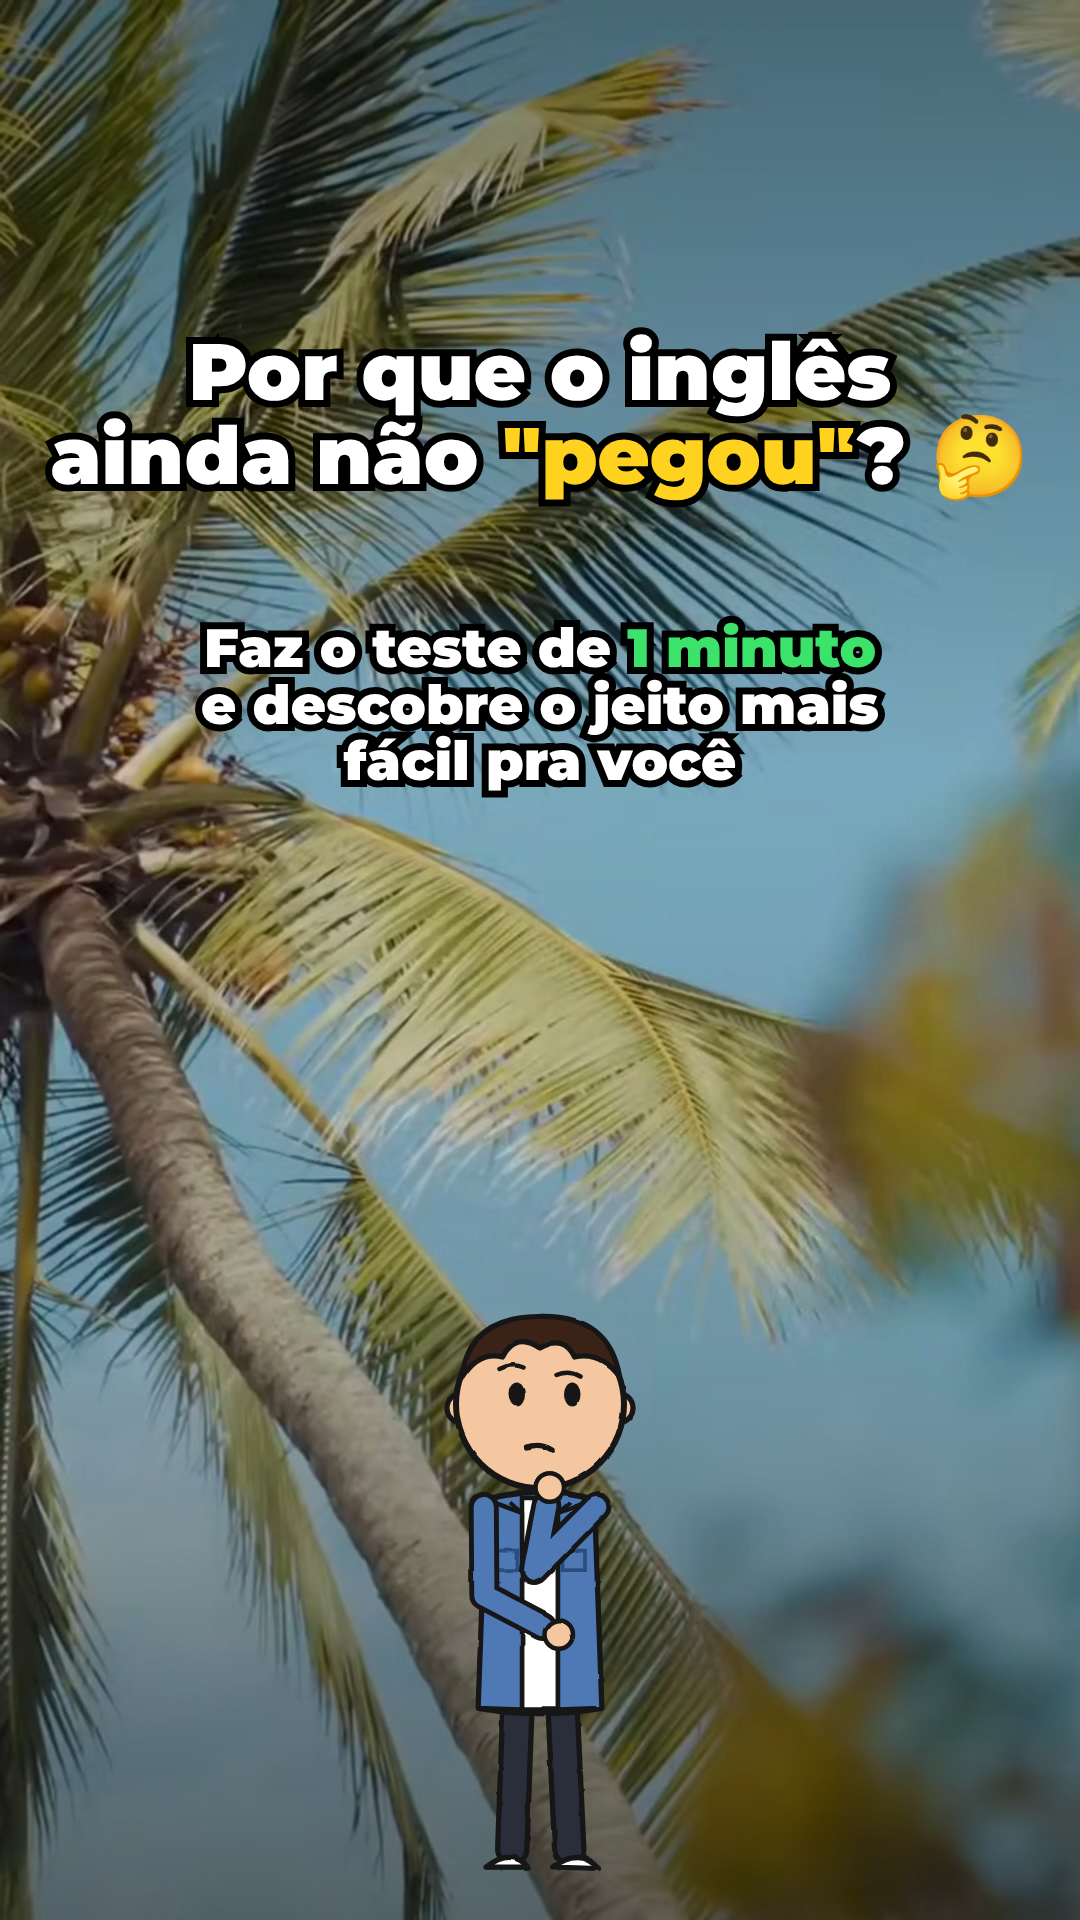 Por que o inglês
ainda não "pegou"? 🤔
Faz o teste de 1 minuto
e descobre o jeito mais
fácil pra você